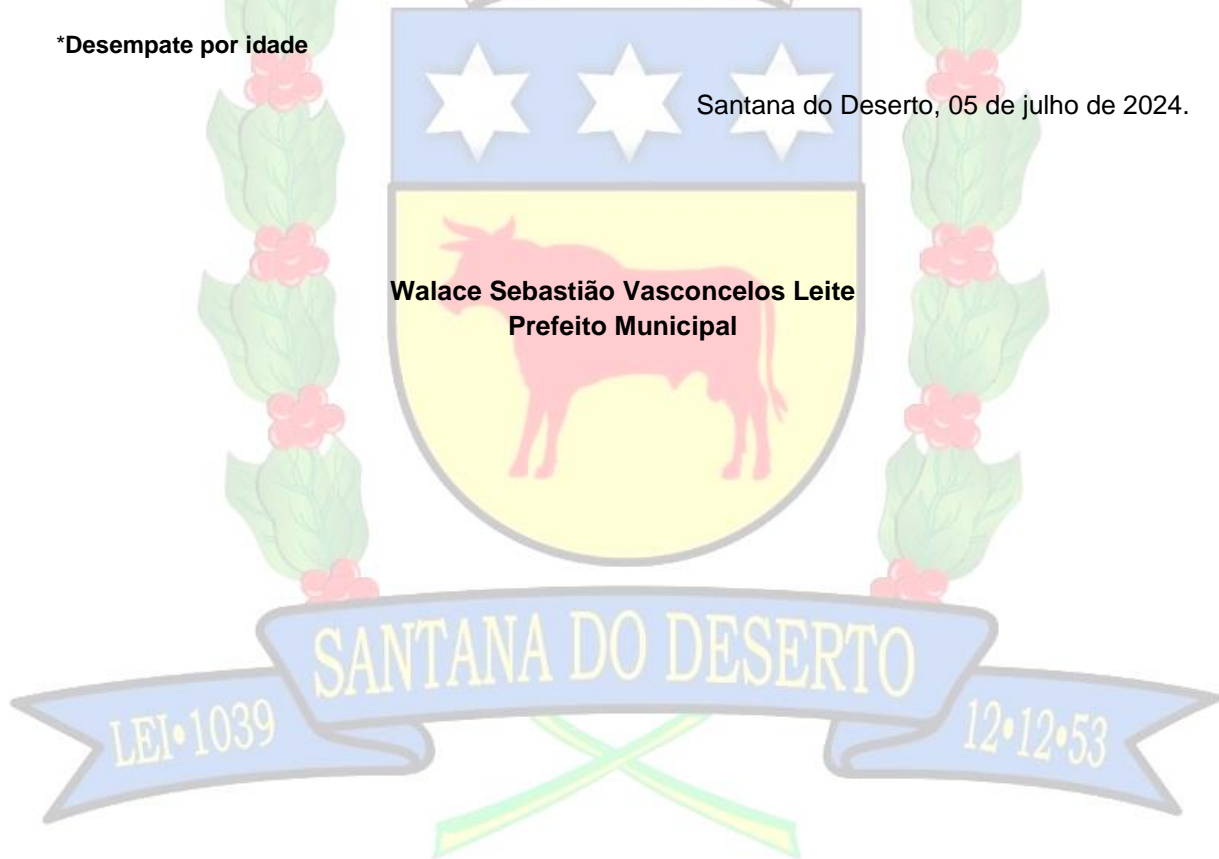 *Desempate por idade
Santana do Deserto, 05 de julho de 2024.
Walace Sebastião Vasconcelos Leite
Prefeito Municipal
SANTANA DO DESERTO
LEI•1039
12•12•53